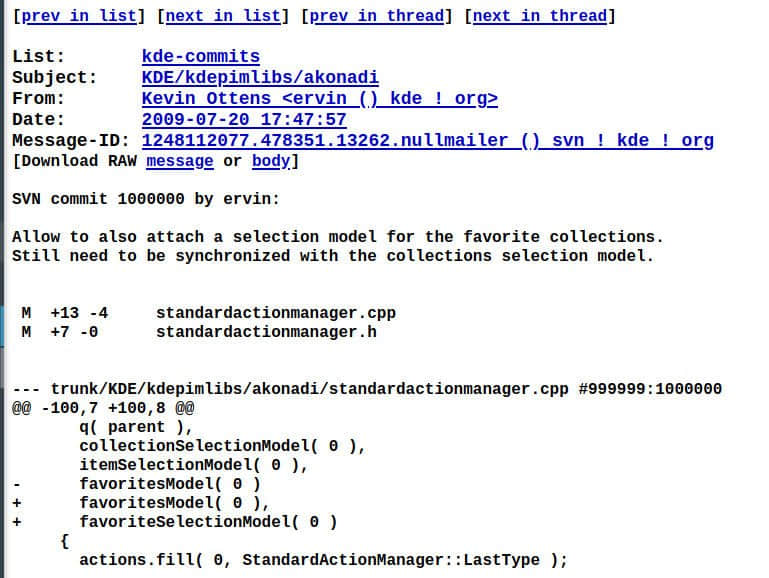 [prev in list] [next in list] [prev in thread] [next in thread]
List:       kde-commits
Subject:    KDE/kdepimlibs/akonadi
From:       Kevin Ottens <ervin () kde ! org>
Date:       2009-07-20 17:47:57
Message-ID: 1248112077.478351.13262.nullmailer () svn ! kde ! org
[Download RAW message or body]
SVN commit 1000000 by ervin:
Allow to also attach a selection model for the favorite collections.
Still need to be synchronized with the collections selection model.
 M  +13 -4     standardactionmanager.cpp
 M  +7 -0      standardactionmanager.h
--- trunk/KDE/kdepimlibs/akonadi/standardactionmanager.cpp #999999:1000000
@@ -100,7 +100,8 @@
       q( parent ),
       collectionSelectionModel( 0 ),
       itemSelectionModel( 0 ),
-      favoritesModel( 0 )
+      favoritesModel( 0 ),
+      favoriteSelectionModel( 0 )
     {
       actions.fill( 0, StandardActionManager::LastType );